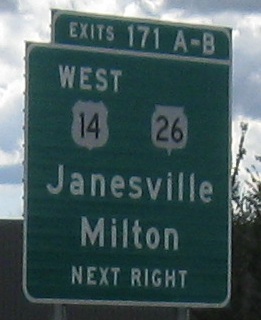 EXITS 171 A-B
WEST
14 26
Janesville
Milton
NEXT RIGHT